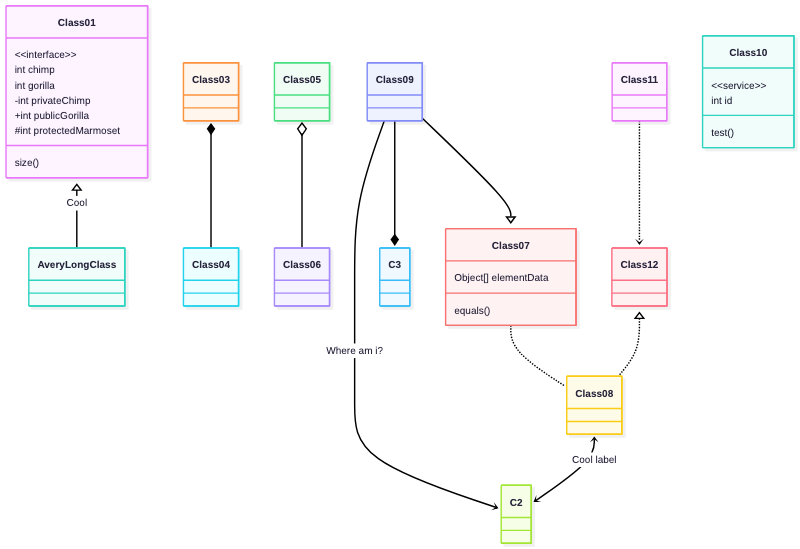 Class01
<<interface>>
int chimp
int gorilla
-int privateChimp
+int publicGorilla
#int protectedMarmoset
size()
Class03
Class05
Class09
Class11
Class10
<<service>>
int id
test()
Cool
AveryLongClass
Class04
Class06
C3
Class07
Object[] elementData
equals()
Class12
Where am i?
Class08
Cool label
C2